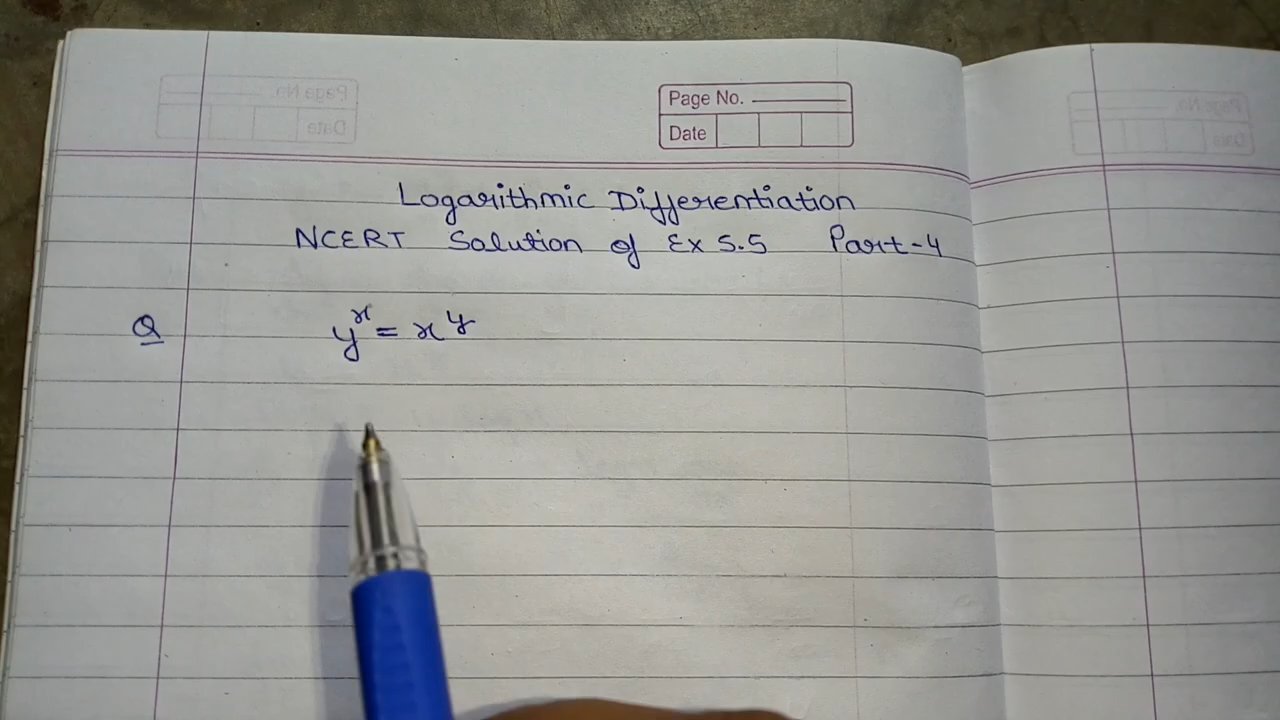 Page No.
Date
Logarithmic Differentiation
NCERT Solution of Ex 5.5 Part-4
Q y^x = x^y